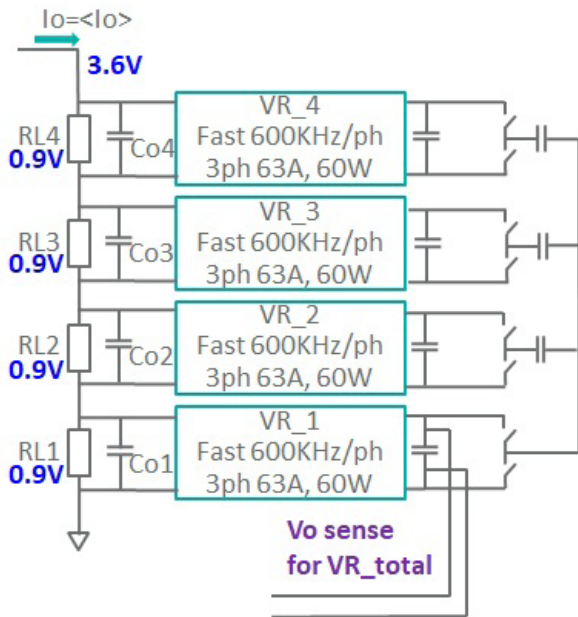 Io=<Io>
3.6V
RL4
0.9V
Co4
VR_4
Fast 600KHz/ph
3ph 63A, 60W
RL3
0.9V
Co3
VR_3
Fast 600KHz/ph
3ph 63A, 60W
RL2
0.9V
Co2
VR_2
Fast 600KHz/ph
3ph 63A, 60W
RL1
0.9V
Co1
VR_1
Fast 600KHz/ph
3ph 63A, 60W
Vo sense
for VR_total